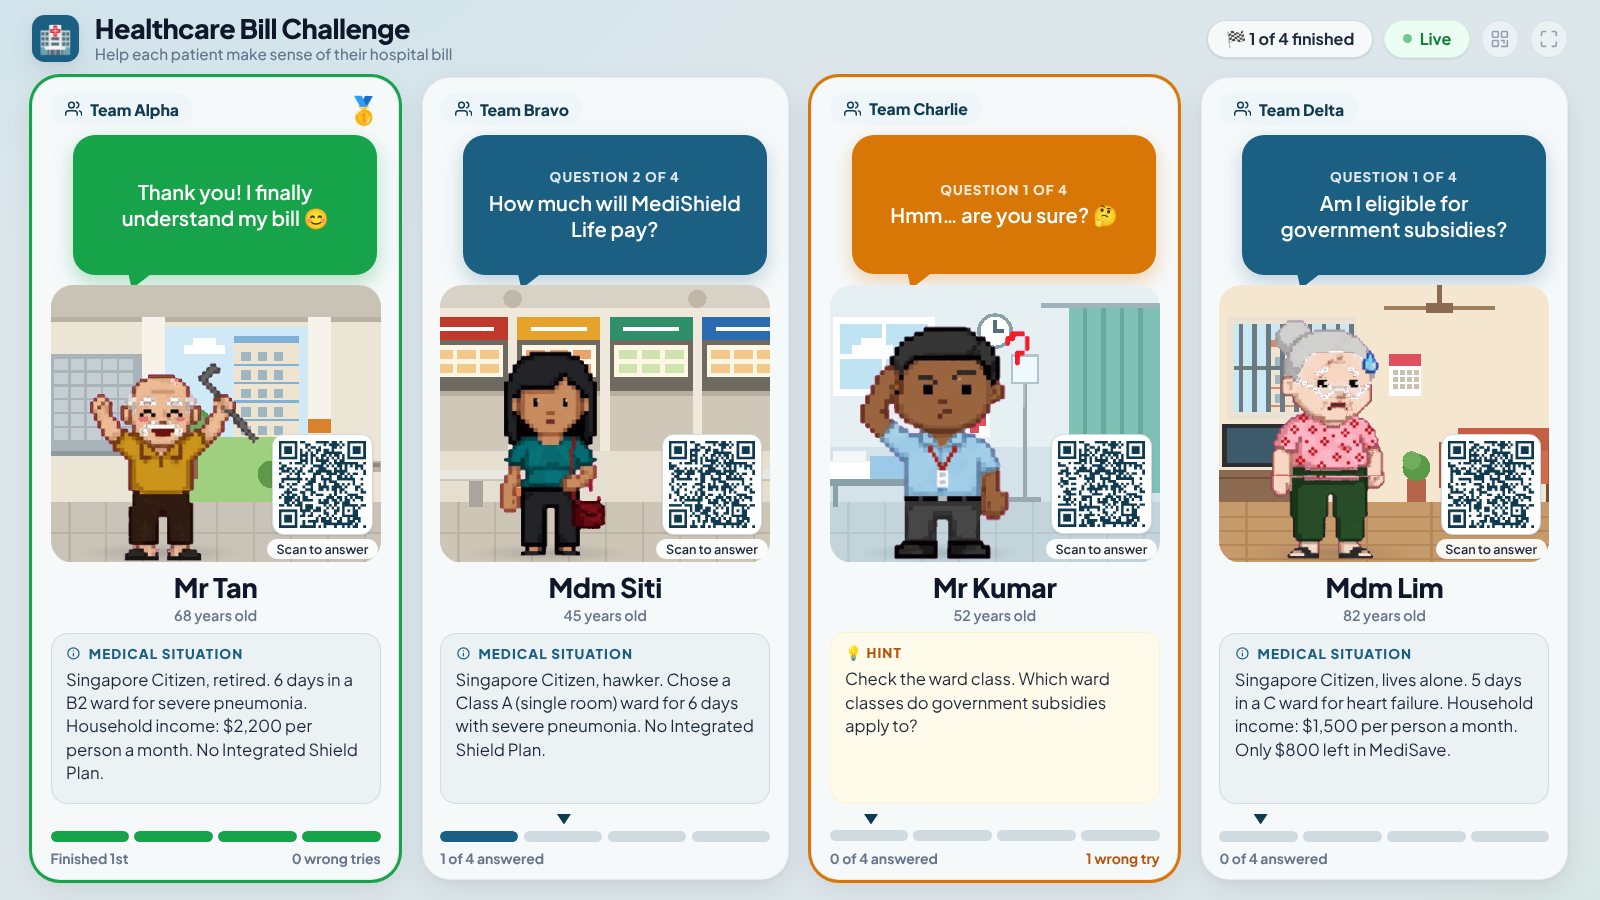 Healthcare Bill Challenge
Help each patient make sense of their hospital bill
1 of 4 finished
Live
Team Alpha
Thank you! I finally
understand my bill 😊
Scan to answer
Mr Tan
68 years old
MEDICAL SITUATION
Singapore Citizen, retired. 6 days in a
B2 ward for severe pneumonia.
Household income: $2,200 per
person a month. No Integrated Shield
Plan.
Finished 1st
0 wrong tries
Team Bravo
QUESTION 2 OF 4
How much will MediShield
Life pay?
Scan to answer
Mdm Siti
45 years old
MEDICAL SITUATION
Singapore Citizen, hawker. Chose a
Class A (single room) ward for 6 days
with severe pneumonia. No Integrated
Shield Plan.
1 of 4 answered
Team Charlie
QUESTION 1 OF 4
Hmm... are you sure? 🤔
?
Scan to answer
Mr Kumar
52 years old
💡 HINT
Check the ward class. Which ward
classes do government subsidies
apply to?
0 of 4 answered
1 wrong try
Team Delta
QUESTION 1 OF 4
Am I eligible for
government subsidies?
Scan to answer
Mdm Lim
82 years old
MEDICAL SITUATION
Singapore Citizen, lives alone. 5 days
in a C ward for heart failure. Household
income: $1,500 per person a month.
Only $800 left in MediSave.
0 of 4 answered